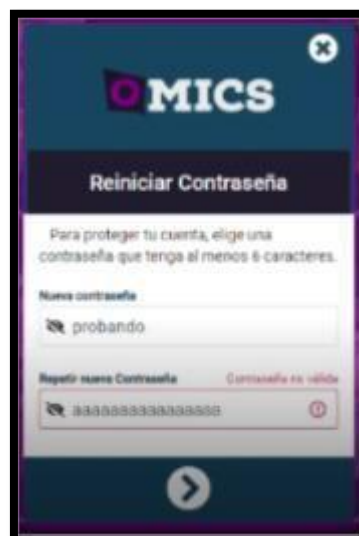 OMICS
Reiniciar Contraseña
Para proteger tu cuenta, elige una
contraseña que tenga al menos 6 caracteres.
Nueva contraseña
probando
Repetir nueva Contraseña Contraseña no válida
aaaaaaaaaaaaaaaa